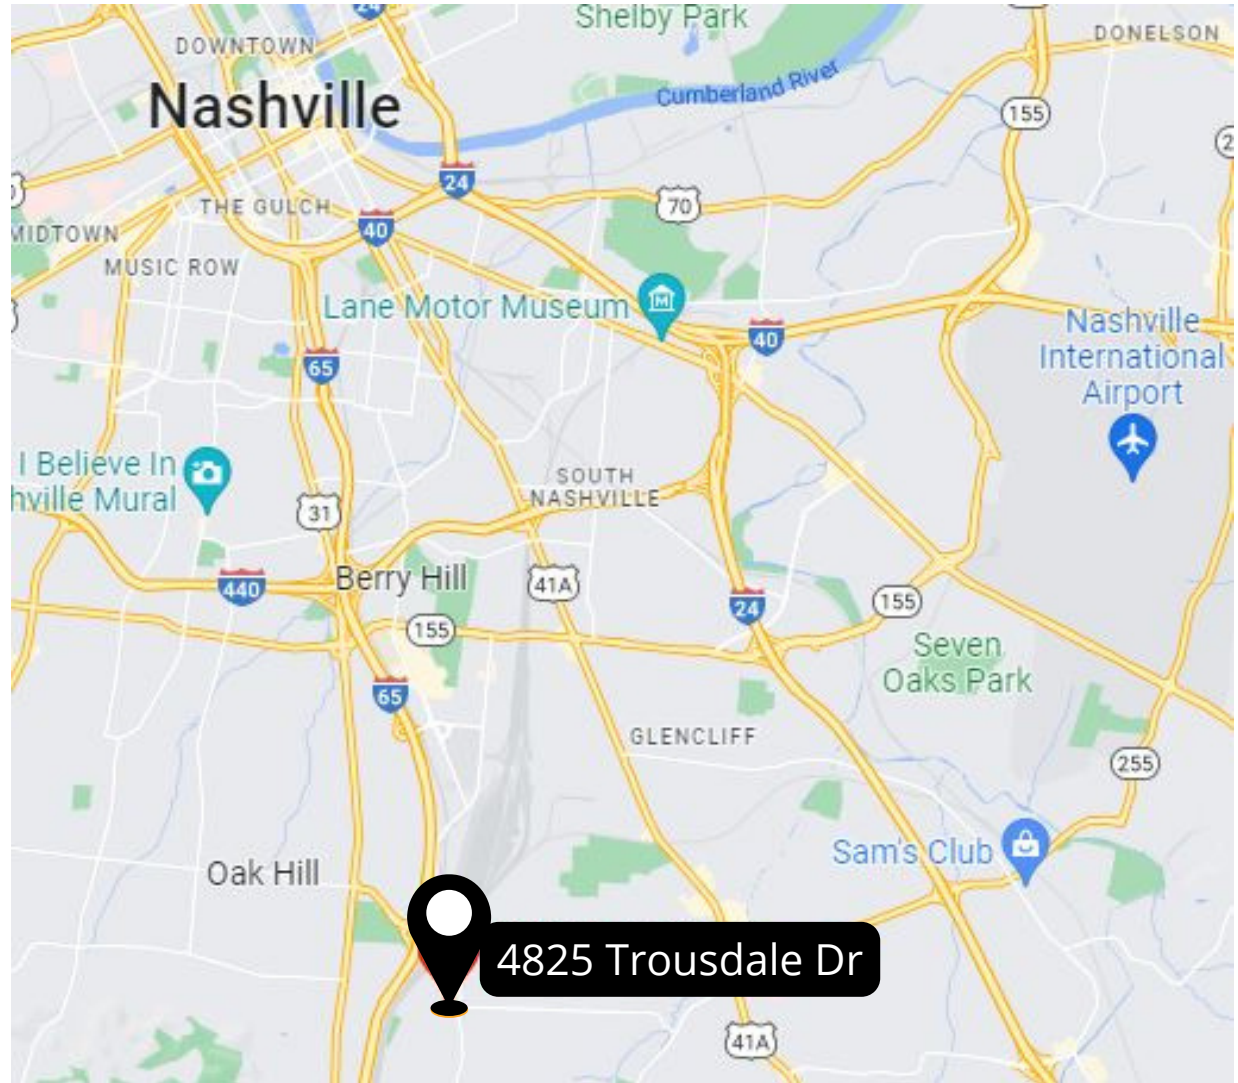 24
Shelby Park
DONELSON
DOWNTOWN
Nashville
Cumberland River
155
24
70
THE GULCH
40
MIDTOWN
MUSIC ROW
Lane Motor Museum
M
40
Nashville
International
Airport
65
I Believe In
hville Mural
SOUTH
NASHVILLE
31
Berry Hill
440
41A
24
155
155
Seven
Oaks Park
65
GLENCLIFF
255
Sam's Club
Oak Hill
4825 Trousdale Dr
41A